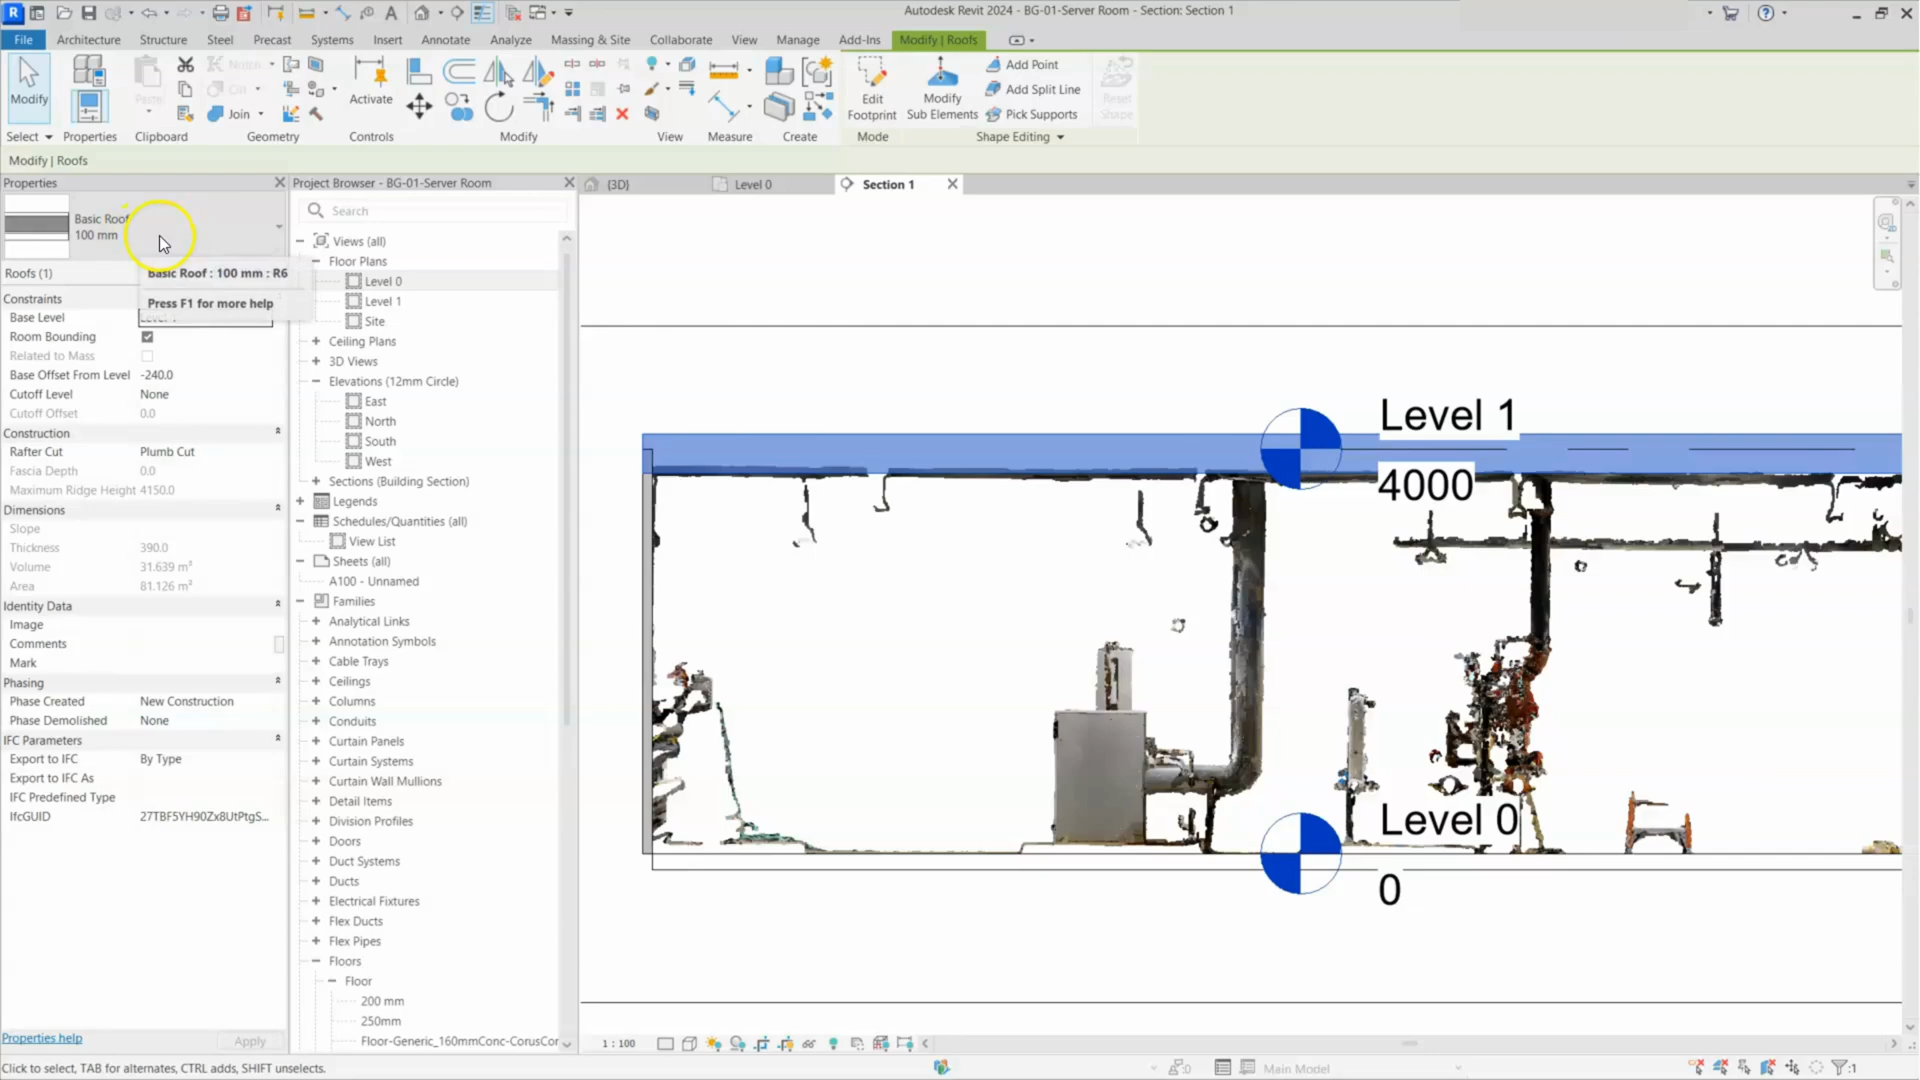 Autodesk Revit 2024 - BG-01-Server Room - Section: Section 1
File Architecture Structure Steel Precast Systems Insert Annotate Analyze Massing & Site Collaborate View Manage Add-Ins Modify | Roofs
Modify
Paste
Notch
Cut
Join
Activate
Edit
Footprint
Modify
Sub Elements
Add Point
Add Split Line
Pick Supports
Reset
Shape
Select Properties Clipboard Geometry Controls Modify View Measure Create Mode Shape Editing
Modify | Roofs
Properties
Basic Roof
100 mm
Roofs (1)
Basic Roof : 100 mm : R6
Press F1 for more help
Constraints
Base Level
Room Bounding
Related to Mass
Base Offset From Level -240.0
Cutoff Level None
Cutoff Offset 0.0
Construction
Rafter Cut Plumb Cut
Fascia Depth 0.0
Maximum Ridge Height 4150.0
Dimensions
Slope
Thickness 390.0
Volume 31.639 m³
Area 81.126 m²
Identity Data
Image
Comments
Mark
Phasing
Phase Created New Construction
Phase Demolished None
IFC Parameters
Export to IFC By Type
Export to IFC As
IFC Predefined Type
IfcGUID 27TBF5YH90Zx8UtPtgS...
Properties help Apply
Project Browser - BG-01-Server Room
Search
Views (all)
Floor Plans
Level 0
Level 1
Site
Ceiling Plans
3D Views
Elevations (12mm Circle)
East
North
South
West
Sections (Building Section)
Legends
Schedules/Quantities (all)
View List
Sheets (all)
A100 - Unnamed
Families
Analytical Links
Annotation Symbols
Cable Trays
Ceilings
Columns
Conduits
Curtain Panels
Curtain Systems
Curtain Wall Mullions
Detail Items
Division Profiles
Doors
Duct Systems
Ducts
Electrical Fixtures
Flex Ducts
Flex Pipes
Floors
Floor
200 mm
250mm
Floor-Generic_160mmConc-CorusCor
{3D} Level 0 Section 1
Level 1
4000
Level 0
0
1 : 100
Click to select, TAB for alternates, CTRL adds, SHIFT unselects.
:0 Main Model :1